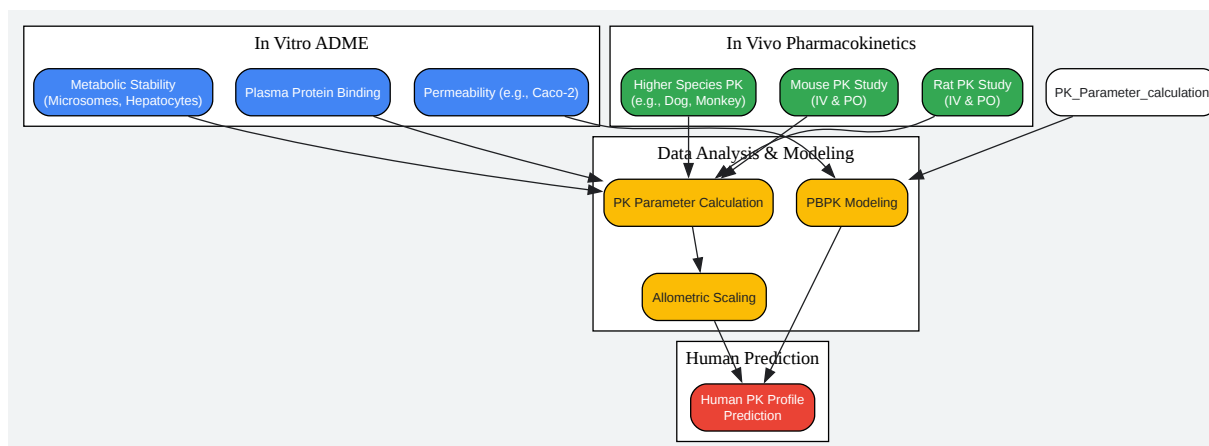 In Vitro ADME
In Vivo Pharmacokinetics
Metabolic Stability
(Microsomes, Hepatocytes)
Plasma Protein Binding
Permeability (e.g., Caco-2)
Higher Species PK
(e.g., Dog, Monkey)
Mouse PK Study
(IV & PO)
Rat PK Study
(IV & PO)
PK_Parameter_calculation
Data Analysis & Modeling
PK Parameter Calculation
PBPK Modeling
Allometric Scaling
Human Prediction
Human PK Profile
Prediction